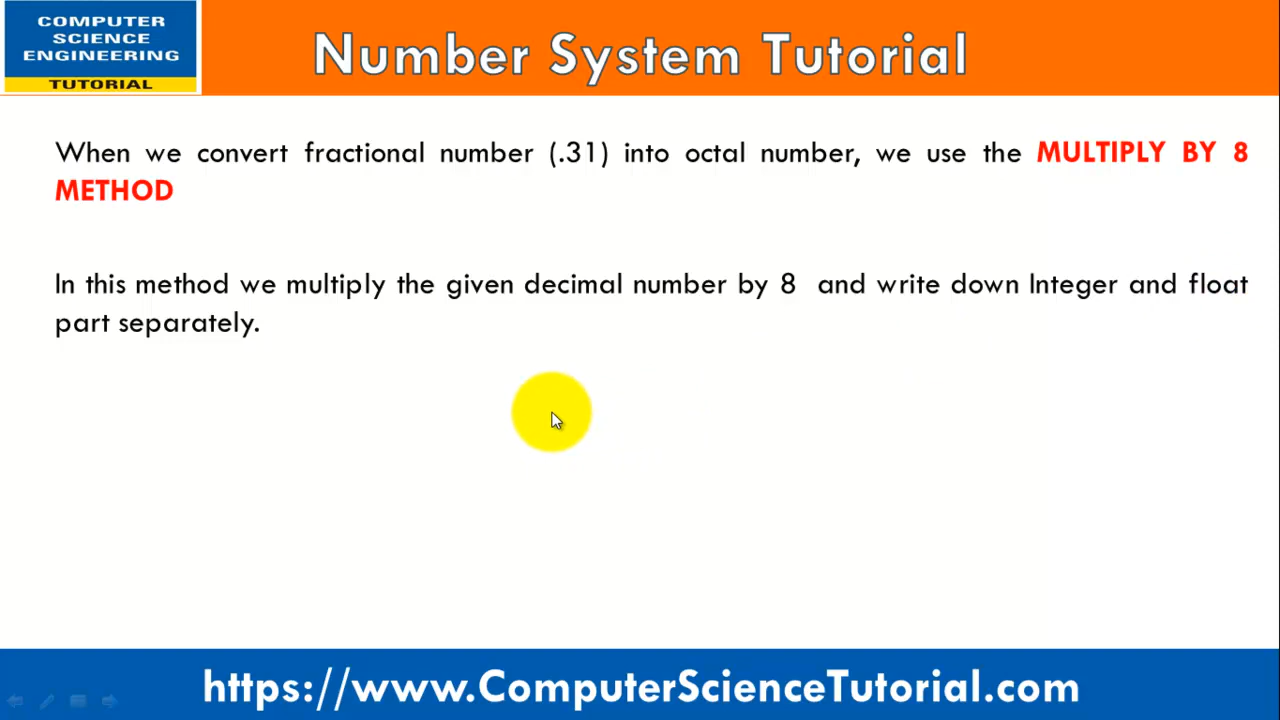 COMPUTER
SCIENCE
ENGINEERING
TUTORIAL
Number System Tutorial
When we convert fractional number (.31) into octal number, we use the MULTIPLY BY 8
METHOD
In this method we multiply the given decimal number by 8 and write down Integer and float
part separately.
https://www.ComputerScienceTutorial.com